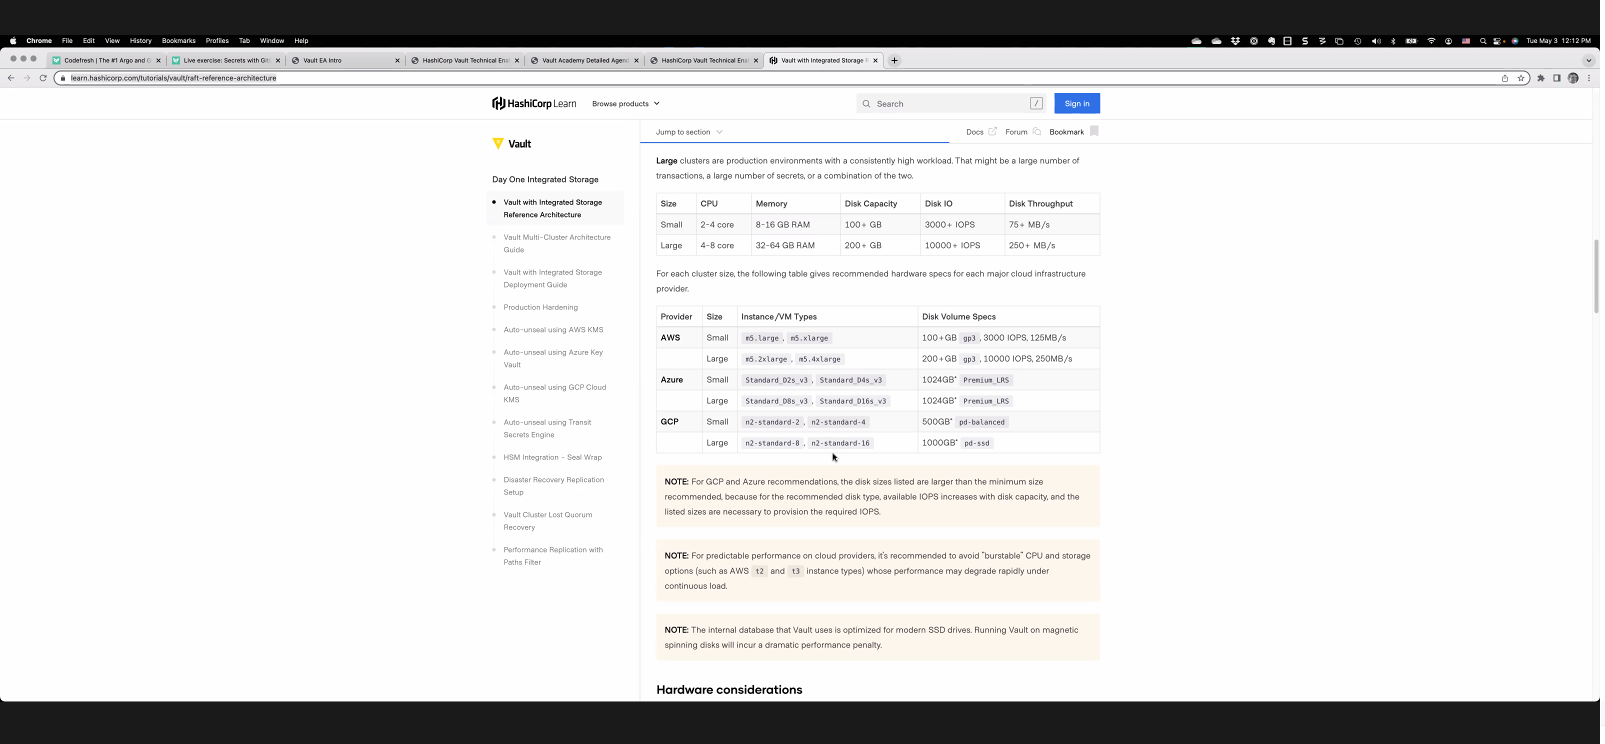 Chrome File Edit View History Bookmarks Profiles Tab Window Help
Tue May 3 12:12 PM
Codefresh | The #1 Argo and G
Live exercise: Secrets with Git
Vault EA Intro
HashiCorp Vault Technical Ena
Vault Academy Detailed Agend
HashiCorp Vault Technical Ena
Vault with Integrated Storage
learn.hashicorp.com/tutorials/vault/raft-reference-architecture
HashiCorp Learn Browse products Search / Sign in
Jump to section Docs Forum Bookmark
Vault
Day One Integrated Storage
Vault with Integrated Storage
Reference Architecture
Vault Multi-Cluster Architecture
Guide
Vault with Integrated Storage
Deployment Guide
Production Hardening
Auto-unseal using AWS KMS
Auto-unseal using Azure Key
Vault
Auto-unseal using GCP Cloud
KMS
Auto-unseal using Transit
Secrets Engine
HSM Integration - Seal Wrap
Disaster Recovery Replication
Setup
Vault Cluster Lost Quorum
Recovery
Performance Replication with
Paths Filter
Large clusters are production environments with a consistently high workload. That might be a large number of
transactions, a large number of secrets, or a combination of the two.
Size CPU Memory Disk Capacity Disk IO Disk Throughput
Small 2-4 core 8-16 GB RAM 100+ GB 3000+ IOPS 75+ MB/s
Large 4-8 core 32-64 GB RAM 200+ GB 10000+ IOPS 250+ MB/s
For each cluster size, the following table gives recommended hardware specs for each major cloud infrastructure
provider.
Provider Size Instance/VM Types Disk Volume Specs
AWS Small m5.large, m5.xlarge 100+GB gp3, 3000 IOPS, 125MB/s
Large m5.2xlarge, m5.4xlarge 200+GB gp3, 10000 IOPS, 250MB/s
Azure Small Standard_D2s_v3, Standard_D4s_v3 1024GB* Premium_LRS
Large Standard_D8s_v3, Standard_D16s_v3 1024GB* Premium_LRS
GCP Small n2-standard-2, n2-standard-4 500GB* pd-balanced
Large n2-standard-8, n2-standard-16 1000GB* pd-ssd
NOTE: For GCP and Azure recommendations, the disk sizes listed are larger than the minimum size
recommended, because for the recommended disk type, available IOPS increases with disk capacity, and the
listed sizes are necessary to provision the required IOPS.
NOTE: For predictable performance on cloud providers, it's recommended to avoid "burstable" CPU and storage
options (such as AWS t2 and t3 instance types) whose performance may degrade rapidly under
continuous load.
NOTE: The internal database that Vault uses is optimized for modern SSD drives. Running Vault on magnetic
spinning disks will incur a dramatic performance penalty.
Hardware considerations